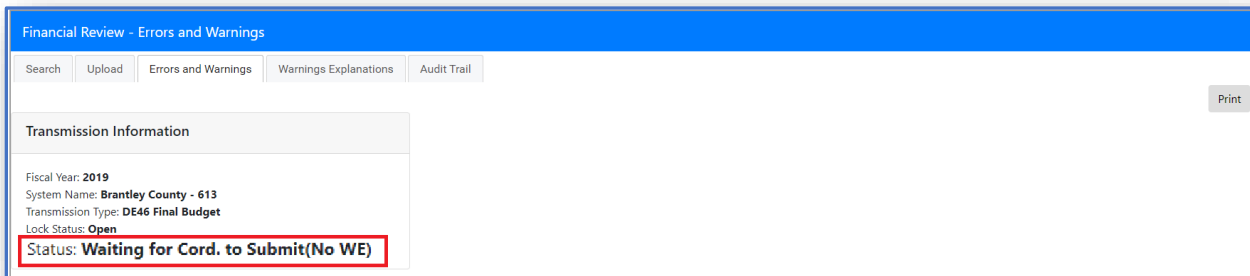 Financial Review - Errors and Warnings
Search Upload Errors and Warnings Warnings Explanations Audit Trail
Print
Transmission Information
Fiscal Year: 2019
System Name: Brantley County - 613
Transmission Type: DE46 Final Budget
Lock Status: Open
Status: Waiting for Cord. to Submit(No WE)